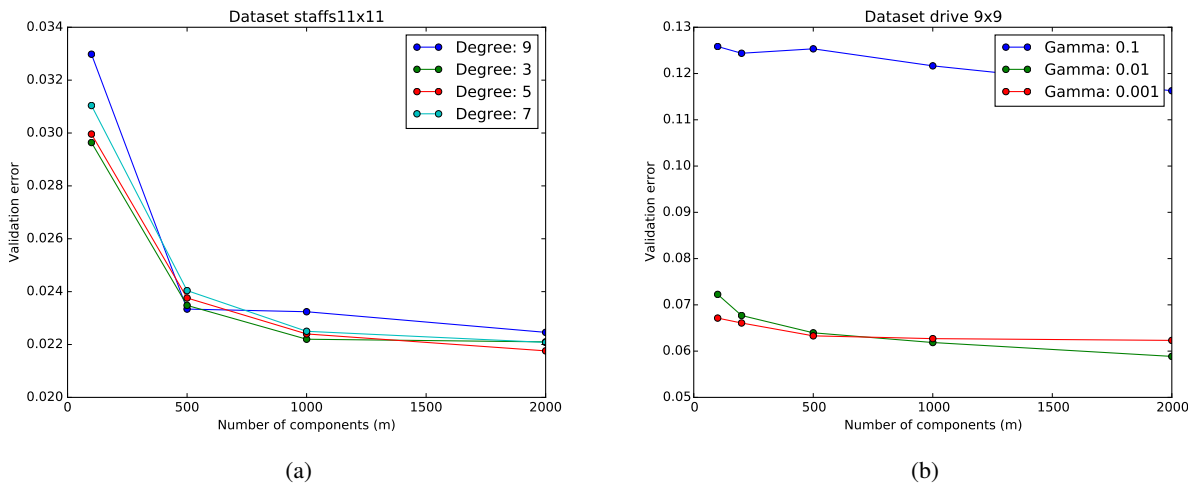 Dataset staffs11x11
0.034
0.032
0.030
0.028
0.026
0.024
0.022
0.020
Validation error
0
500
1000
1500
2000
Number of components (m)
Degree: 9
Degree: 3
Degree: 5
Degree: 7
(a)
Dataset drive 9x9
0.13
0.12
0.11
0.10
0.09
0.08
0.07
0.06
0.05
Validation error
0
500
1000
1500
2000
Number of components (m)
Gamma: 0.1
Gamma: 0.01
Gamma: 0.001
(b)